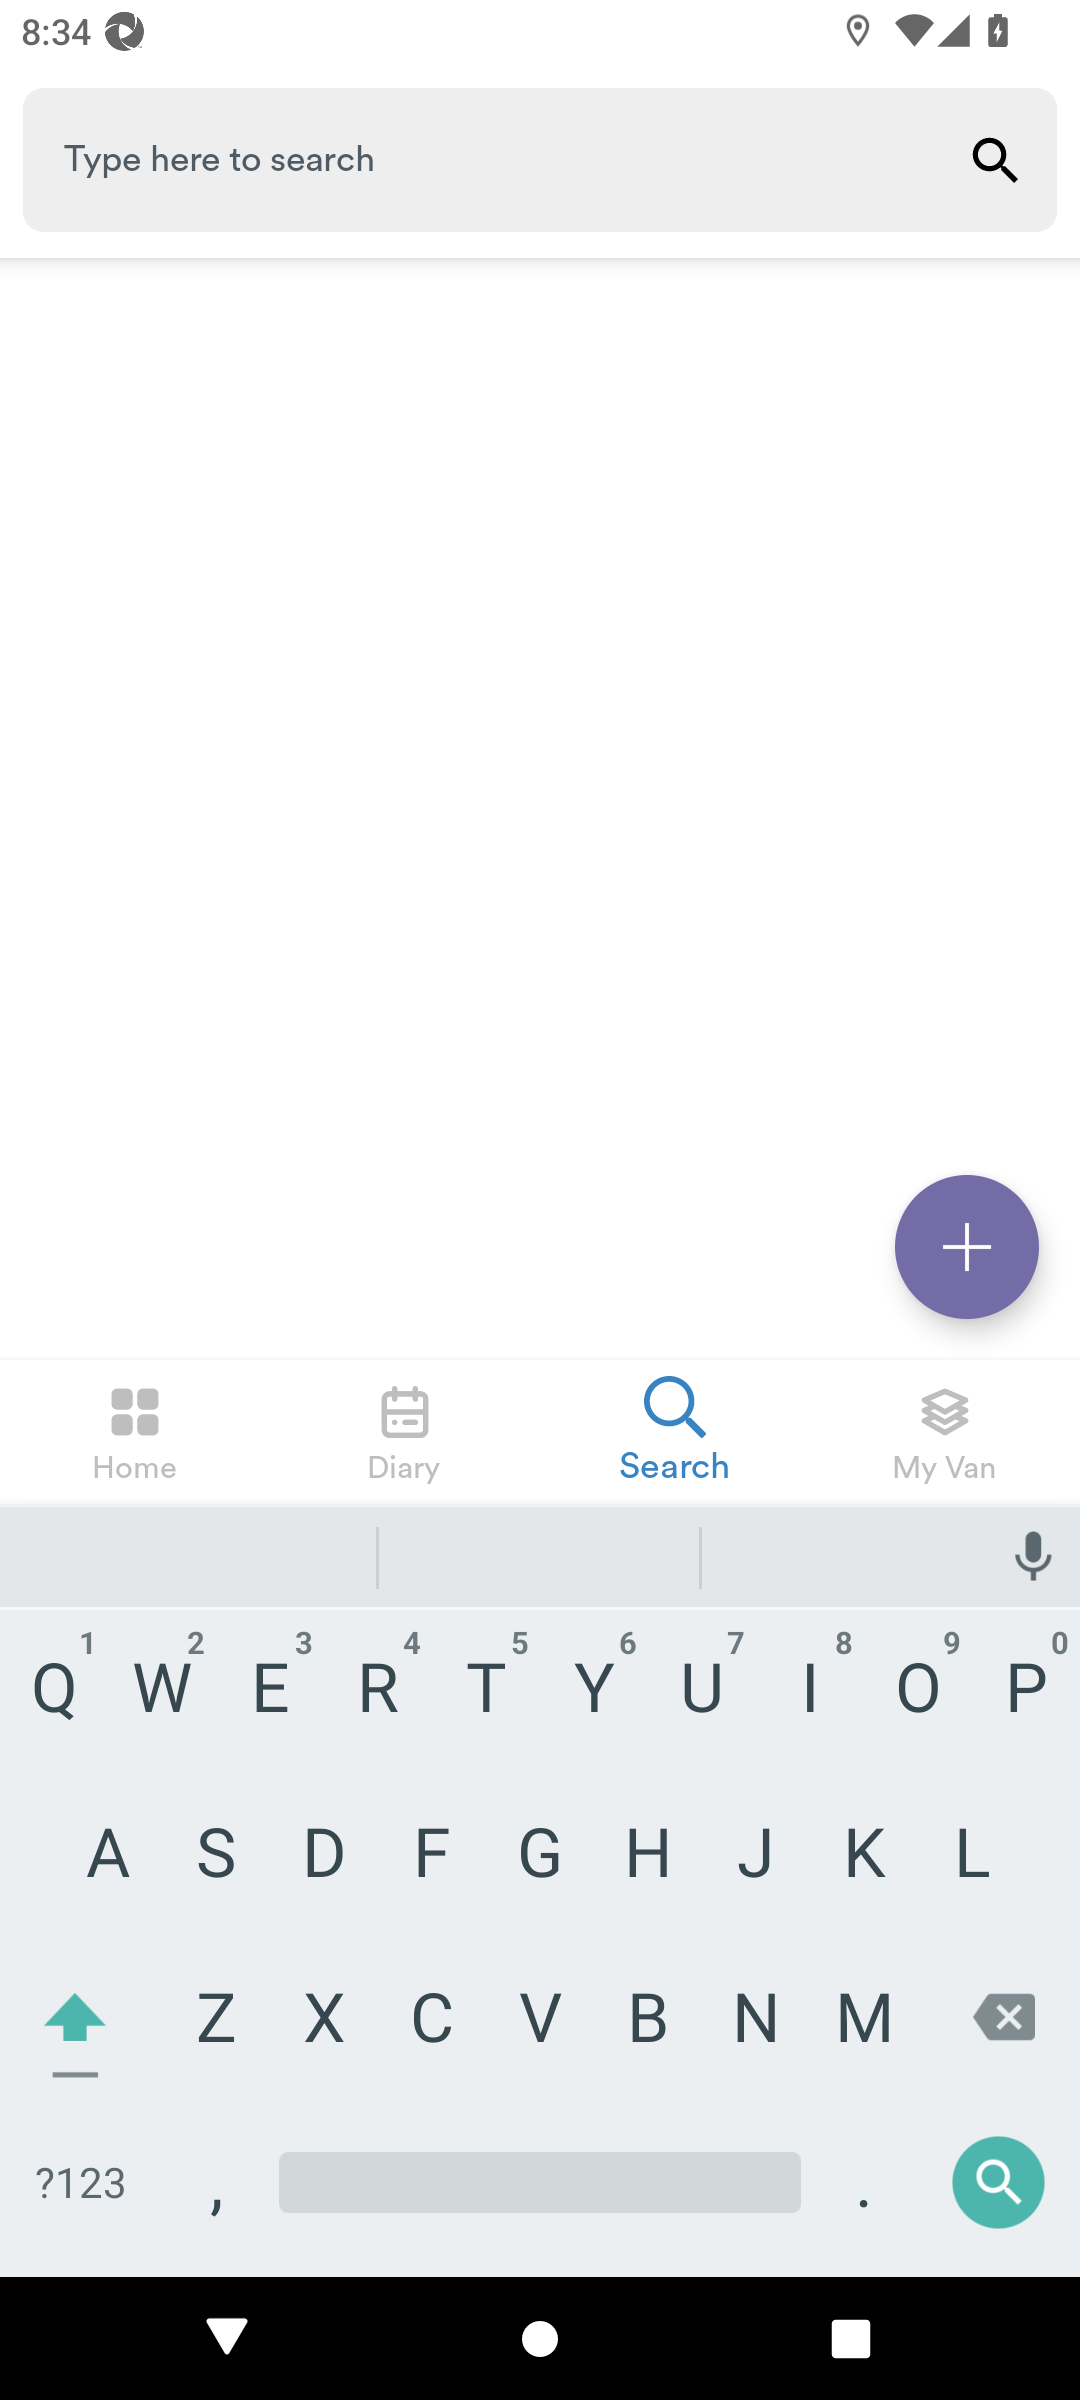 8:34
Type here to search
Home
Diary
Search
My Van
1 2 3 4 5 6 7 8 9 0
Q W E R T Y U I O P
A S D F G H J K L
Z X C V B N M
?123 , .